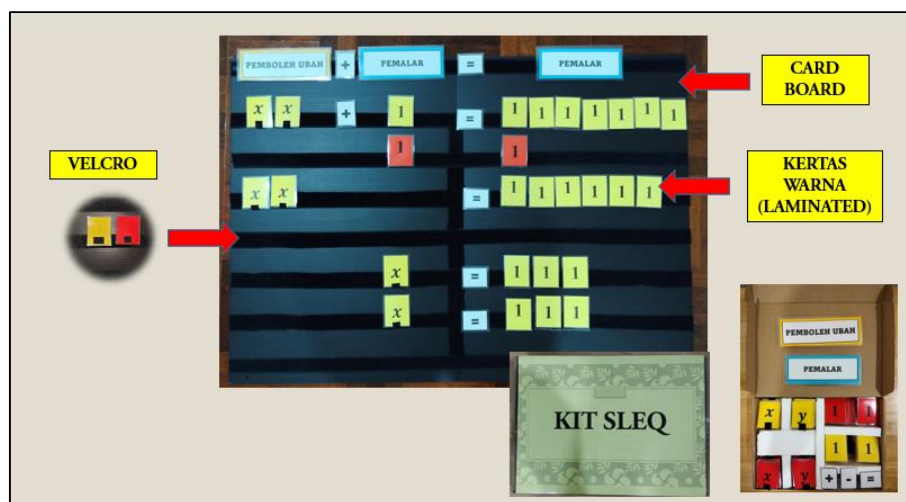 PEMBOLEH UBAH + PEMALAR = PEMALAR
x x + 1 = 1 1 1 1 1 1 1
1 1
x x = 1 1 1 1 1 1
x = 1 1 1
x = 1 1 1
CARD
BOARD
VELCRO
KERTAS
WARNA
(LAMINATED)
KIT SLEQ
PEMBOLEH UBAH
PEMALAR
x y 1 1
1 1
x y + - =